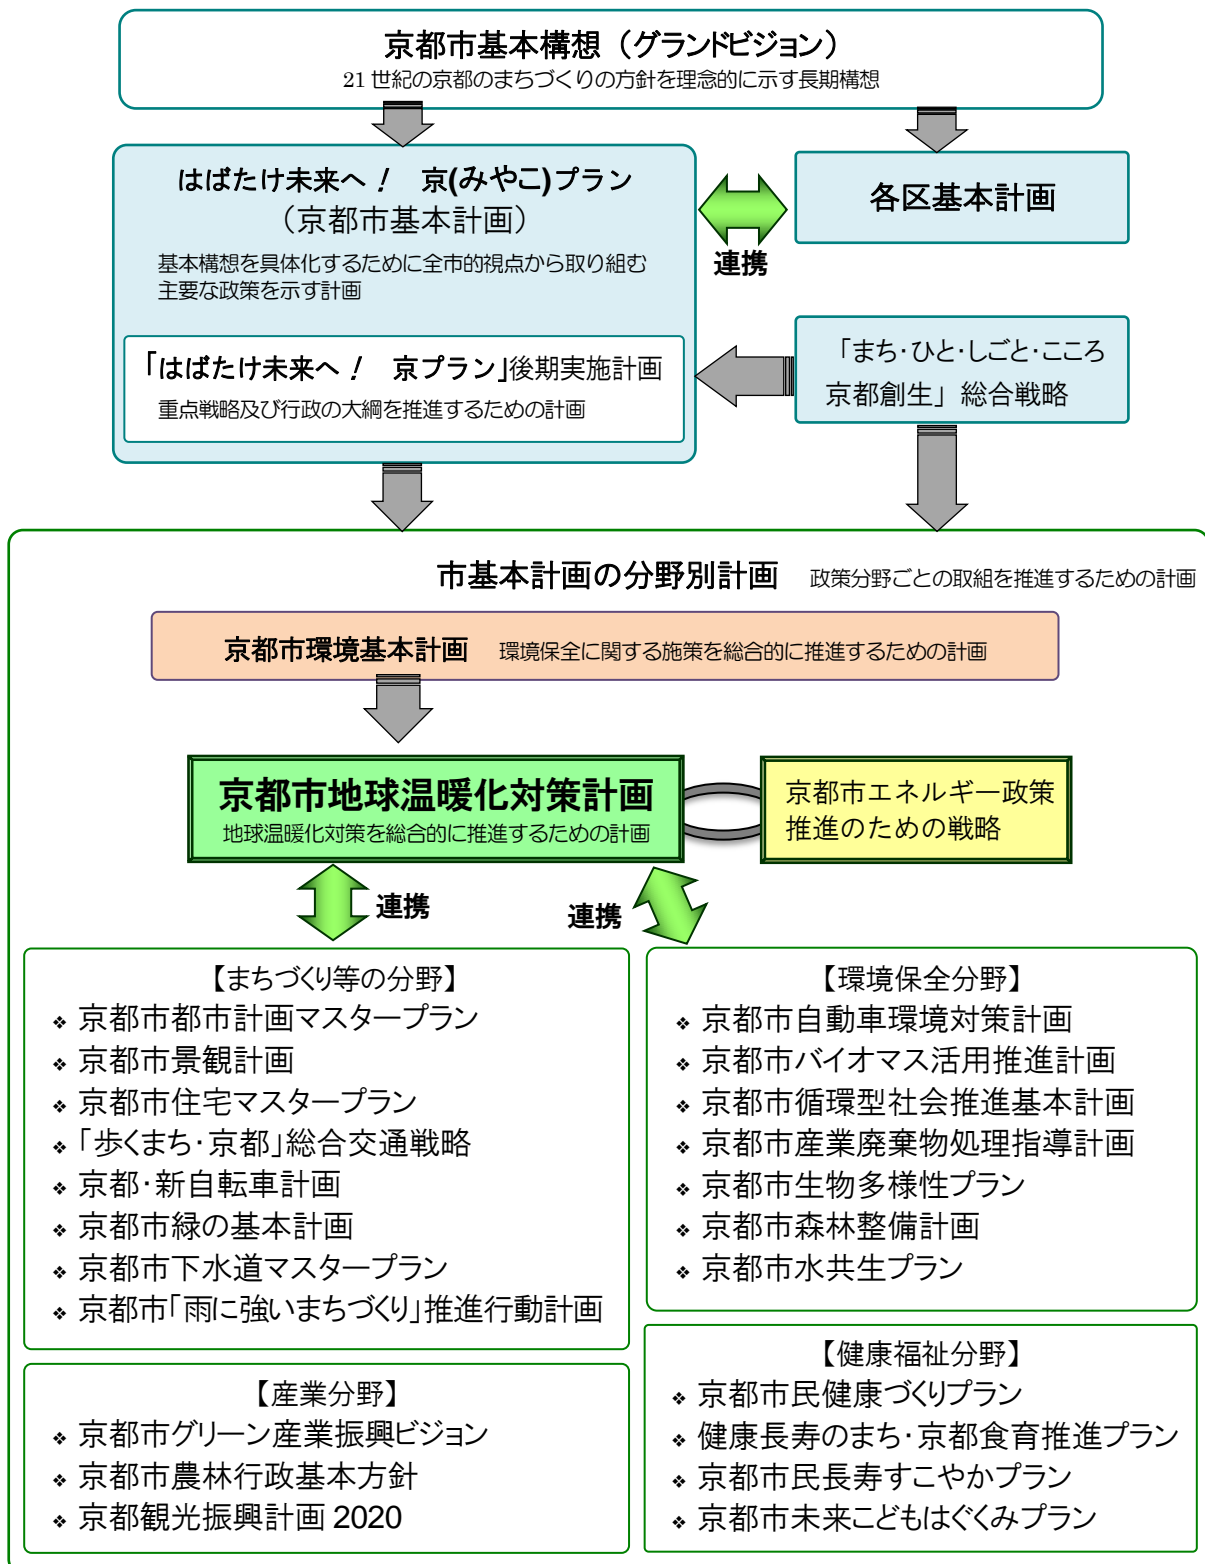 京都市基本構想（グランドビジョン）
21 世紀の京都のまちづくりの方針を理念的に示す長期構想
はばたけ未来へ！　京(みやこ)プラン
（京都市基本計画）
基本構想を具体化するために全市的視点から取り組む
主要な政策を示す計画
連携
各区基本計画
「はばたけ未来へ！　京プラン」後期実施計画
重点戦略及び行政の大綱を推進するための計画
「まち・ひと・しごと・こころ
京都創生」総合戦略
市基本計画の分野別計画　政策分野ごとの取組を推進するための計画
京都市環境基本計画　環境保全に関する施策を総合的に推進するための計画
京都市地球温暖化対策計画
地球温暖化対策を総合的に推進するための計画
京都市エネルギー政策
推進のための戦略
連携
連携
【まちづくり等の分野】
❖ 京都市都市計画マスタープラン
❖ 京都市景観計画
❖ 京都市住宅マスタープラン
❖ 「歩くまち・京都」総合交通戦略
❖ 京都・新自転車計画
❖ 京都市緑の基本計画
❖ 京都市下水道マスタープラン
❖ 京都市「雨に強いまちづくり」推進行動計画
【環境保全分野】
❖ 京都市自動車環境対策計画
❖ 京都市バイオマス活用推進計画
❖ 京都市循環型社会推進基本計画
❖ 京都市産業廃棄物処理指導計画
❖ 京都市生物多様性プラン
❖ 京都市森林整備計画
❖ 京都市水共生プラン
【産業分野】
❖ 京都市グリーン産業振興ビジョン
❖ 京都市農林行政基本方針
❖ 京都観光振興計画 2020
【健康福祉分野】
❖ 京都市民健康づくりプラン
❖ 健康長寿のまち・京都食育推進プラン
❖ 京都市民長寿すこやかプラン
❖ 京都市未来こどもはぐくみプラン